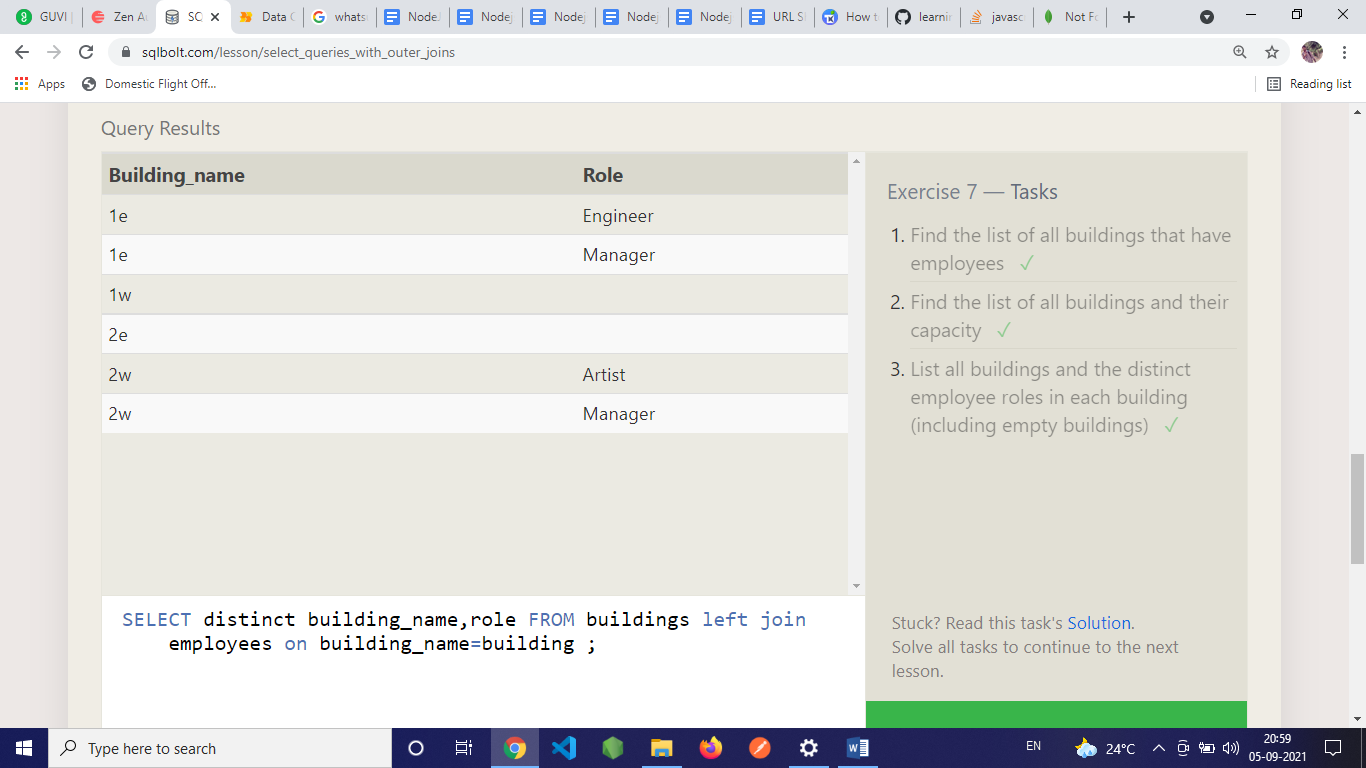 GUVI
Zen
SQ
Data
whats
NodeJ
Nodej
Nodej
Nodej
Nodej
URL S
How t
learnin
javasc
Not Fo
sqlbolt.com/lesson/select_queries_with_outer_joins
Apps
Domestic Flight Off...
Reading list
Query Results
Building_name Role
1e Engineer
1e Manager
1w
2e
2w Artist
2w Manager
SELECT distinct building_name,role FROM buildings left join
employees on building_name=building ;
Exercise 7 — Tasks
1. Find the list of all buildings that have
employees ✓
2. Find the list of all buildings and their
capacity ✓
3. List all buildings and the distinct
employee roles in each building
(including empty buildings) ✓
Stuck? Read this task's Solution.
Solve all tasks to continue to the next
lesson.
Type here to search
EN
24°C
20:59
05-09-2021